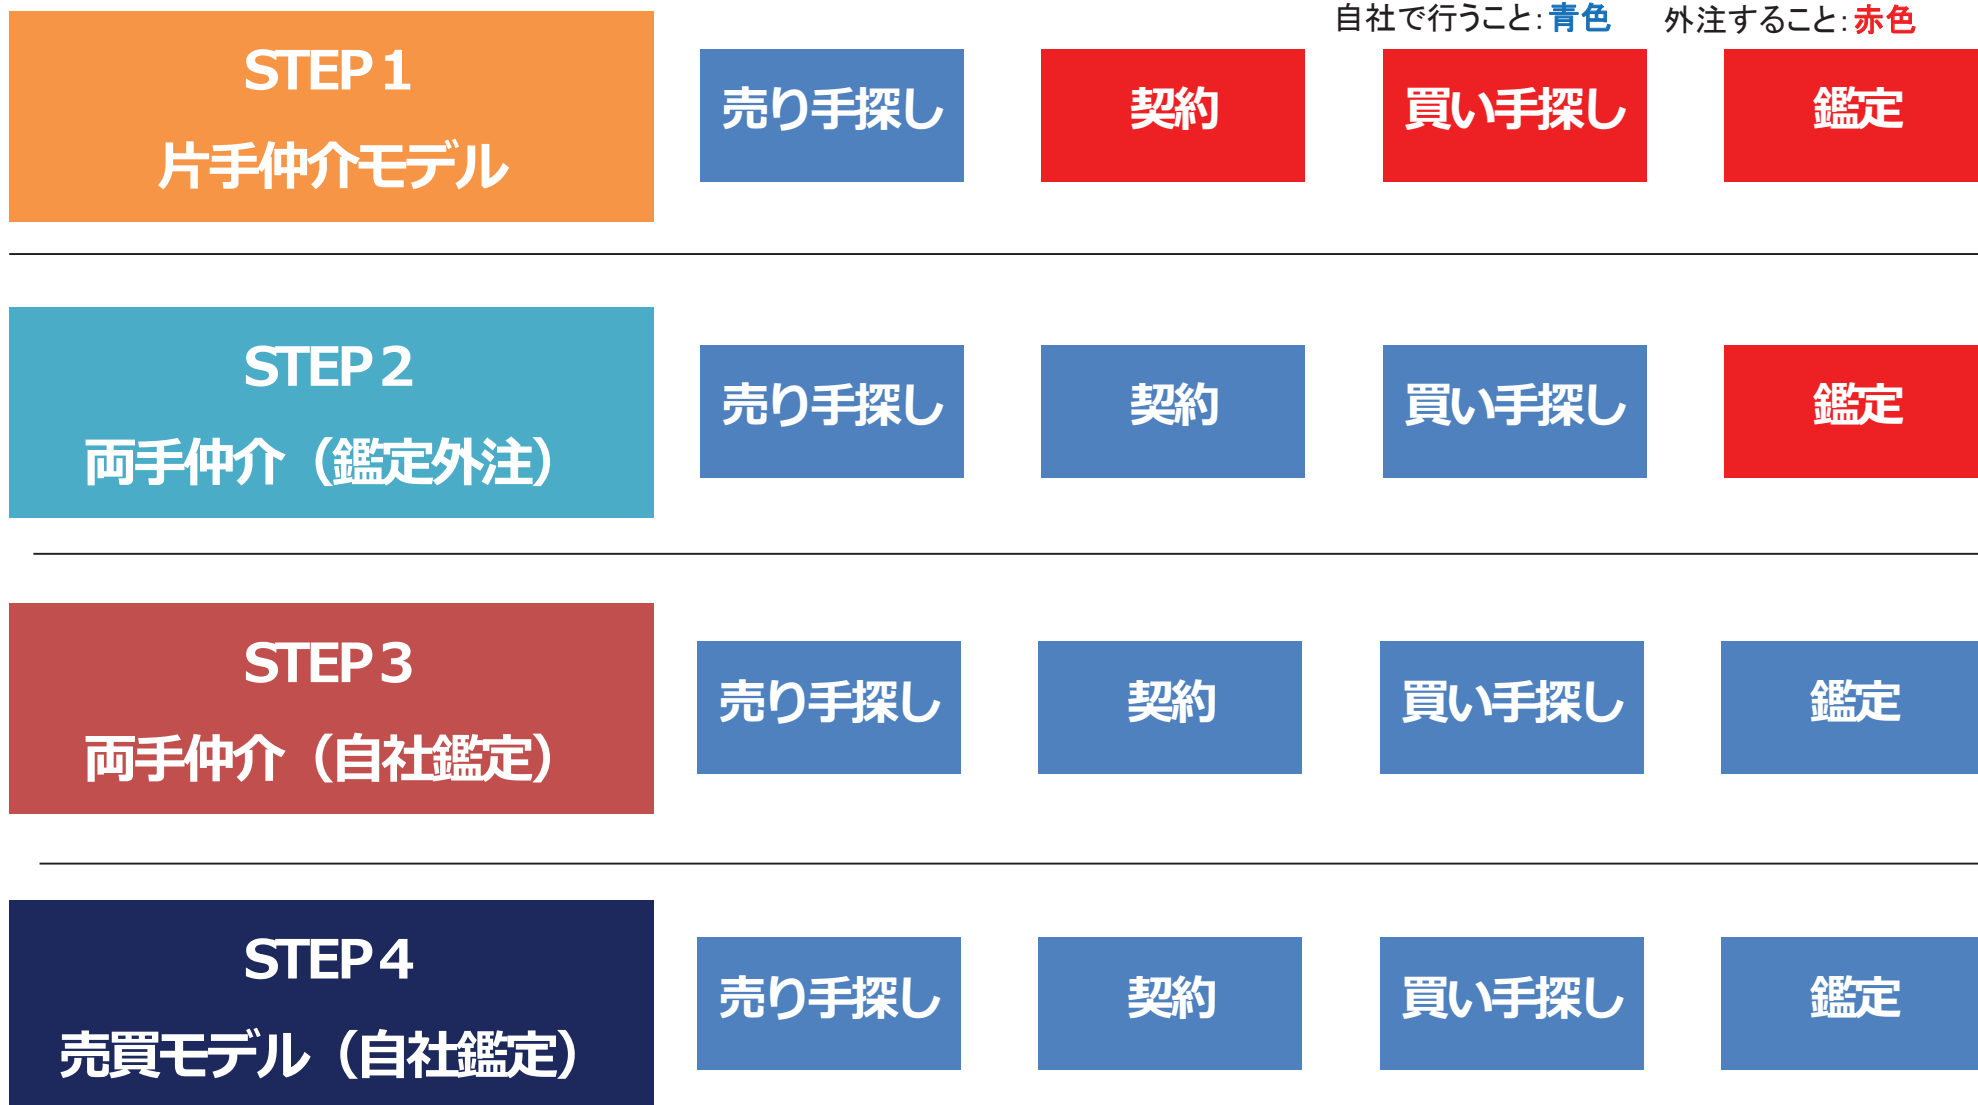 自社で行うこと：青色 外注すること：赤色
STEP１
片手仲介モデル
売り手探し
契約
買い手探し
鑑定
STEP２
両手仲介（鑑定外注）
売り手探し
契約
買い手探し
鑑定
STEP３
両手仲介（自社鑑定）
売り手探し
契約
買い手探し
鑑定
STEP４
売買モデル（自社鑑定）
売り手探し
契約
買い手探し
鑑定